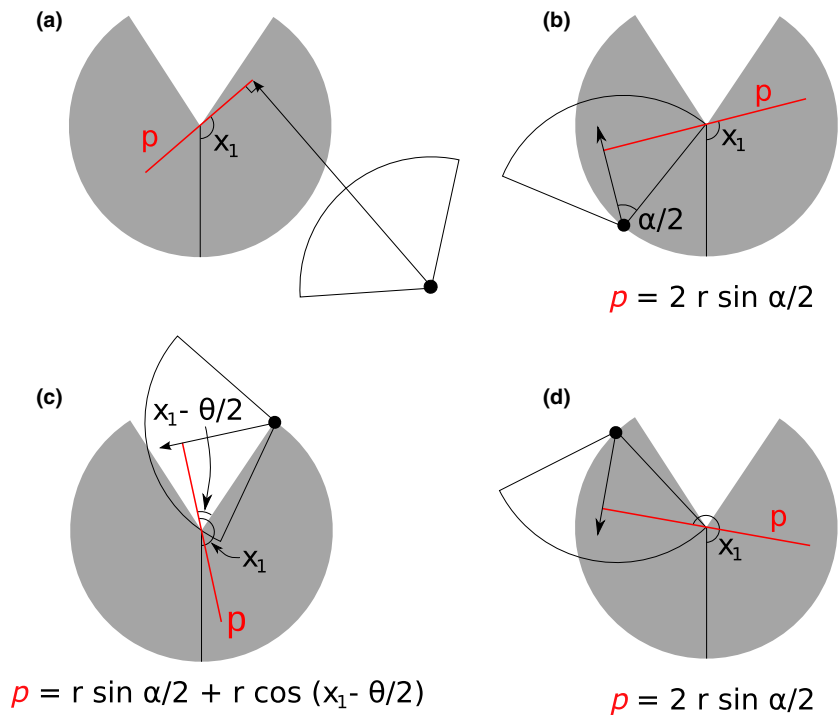 (a)
p
x₁
(b)
p
x₁
α/2
p = 2 r sin α/2
(c)
x₁- θ/2
x₁
p
p = r sin α/2 + r cos (x₁- θ/2)
(d)
p
x₁
p = 2 r sin α/2